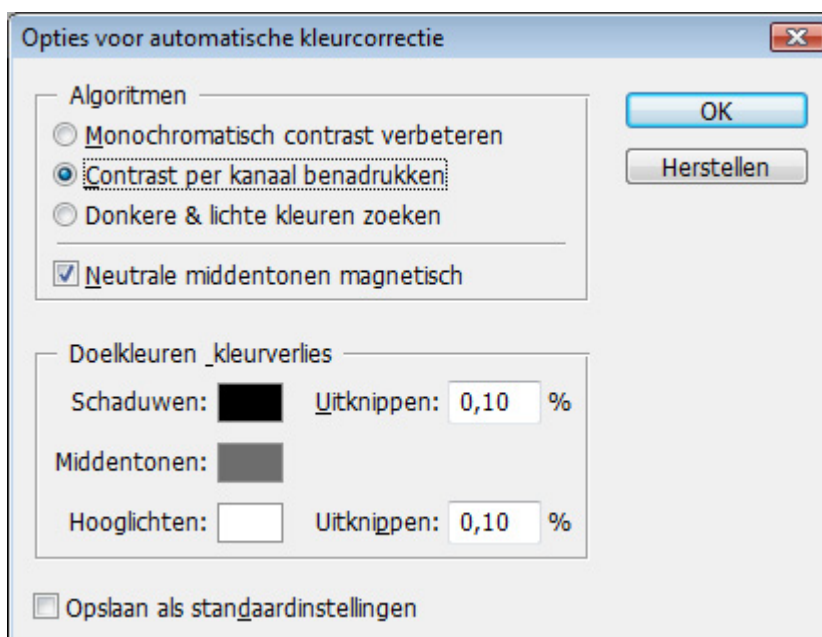 Opties voor automatische kleurcorrectie
Algoritmen
Monochromatisch contrast verbeteren
Contrast per kanaal benadrukken
Donkere & lichte kleuren zoeken
Neutrale middentonen magnetisch
OK
Herstellen
Doelkleuren _kleurverlies
Schaduwen: Uitknippen: 0,10 %
Middentonen:
Hooglichten: Uitknippen: 0,10 %
Opslaan als standaardinstellingen